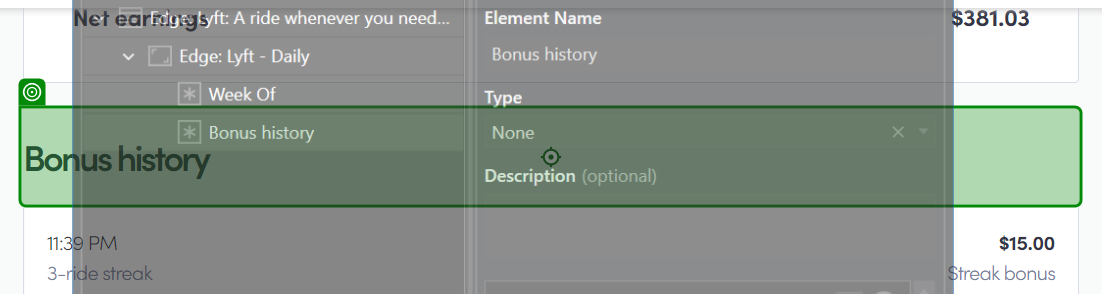 Net earnings
$381.03
Edge: Lyft: A ride whenever you need...
Edge: Lyft - Daily
Week Of
Bonus history
Element Name
Bonus history
Type
None
Description (optional)
Bonus history
11:39 PM
$15.00
3-ride streak
Streak bonus